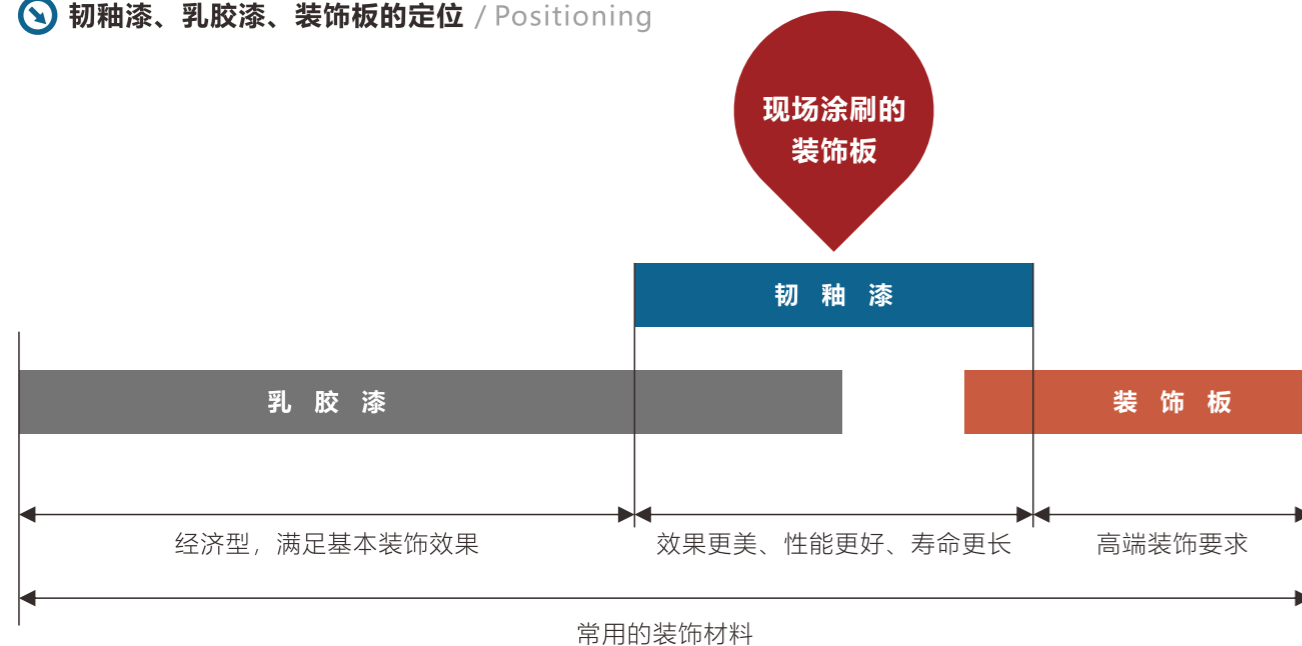 韧釉漆、乳胶漆、装饰板的定位 / Positioning
现场涂刷的
装饰板
韧釉漆
乳胶漆
装饰板
经济型，满足基本装饰效果
效果更美、性能更好、寿命更长
高端装饰要求
常用的装饰材料